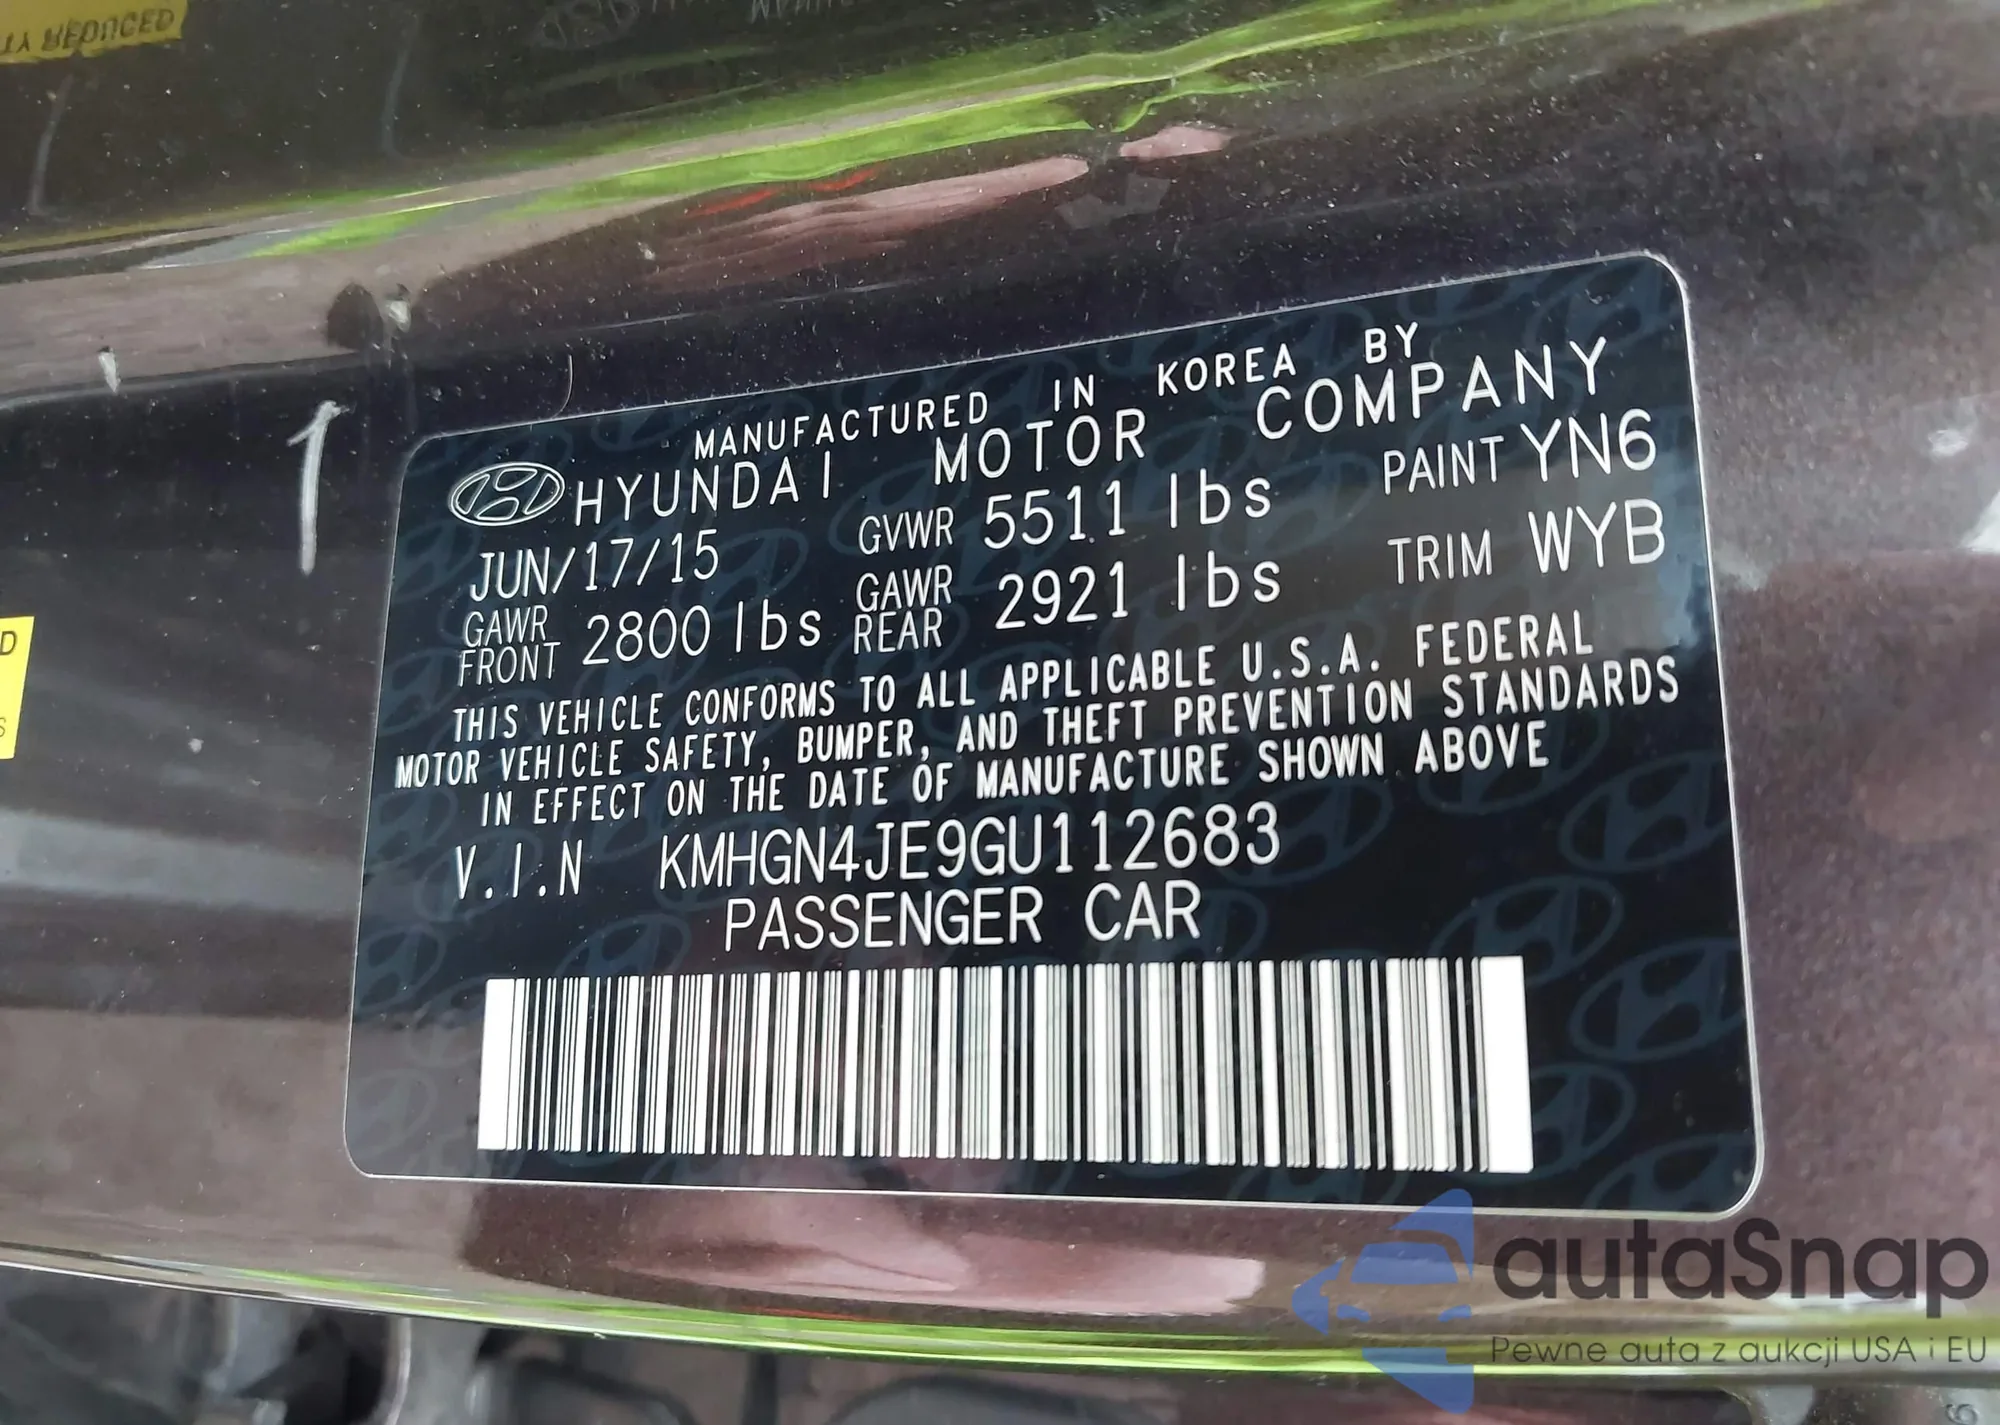 TY REDUCED
MANUFACTURED IN KOREA BY
HYUNDAI MOTOR COMPANY
JUN/17/15 GVWR 5511 lbs PAINT YN6
GAWR FRONT 2800 lbs GAWR REAR 2921 lbs TRIM WYB
THIS VEHICLE CONFORMS TO ALL APPLICABLE U.S.A. FEDERAL
MOTOR VEHICLE SAFETY, BUMPER, AND THEFT PREVENTION STANDARDS
IN EFFECT ON THE DATE OF MANUFACTURE SHOWN ABOVE
V.I.N KMHGN4JE9GU112683
PASSENGER CAR
1
D
S
autaSnap
Pewne auta z aukcji USA i EU